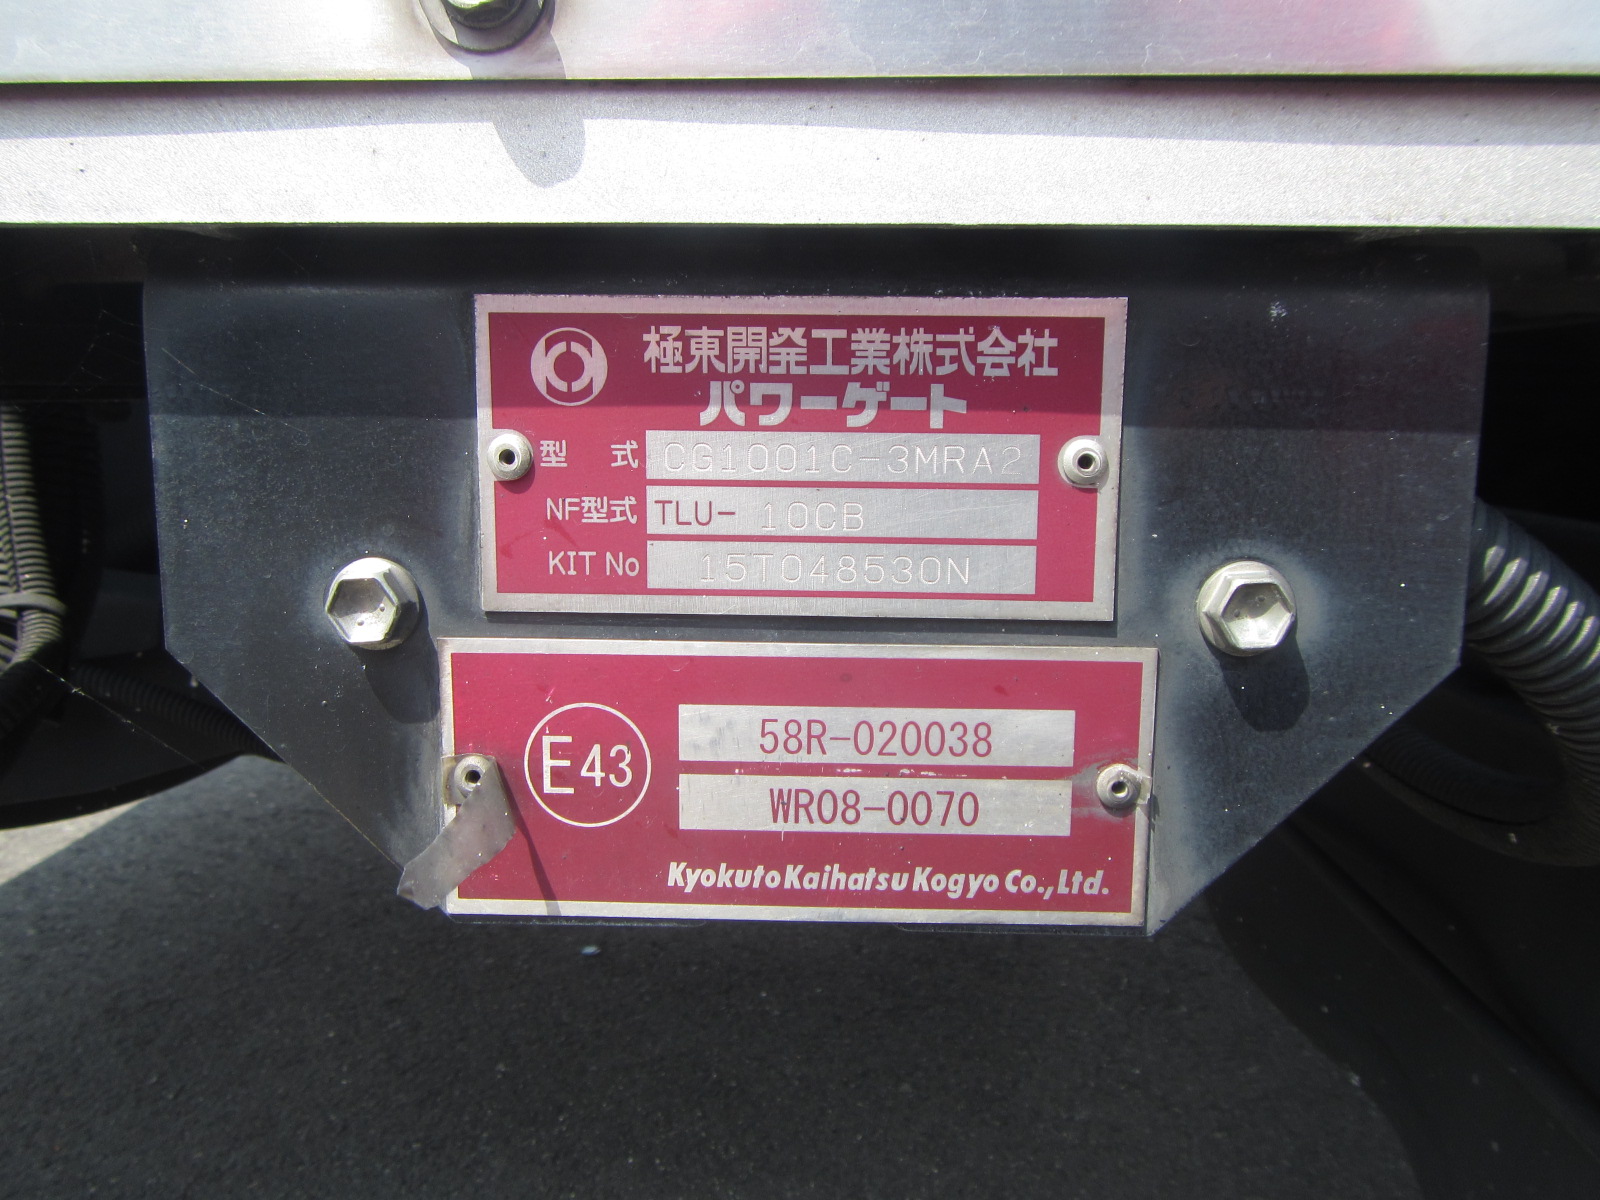 極東開発工業株式会社
パワーゲート
型 式 CG1001C-3MRA2
NF型式 TLU- 10CB
KIT No 15T048530N
E43
58R-020038
WR08-0070
Kyokuto Kaihatsu Kogyo Co., Ltd.